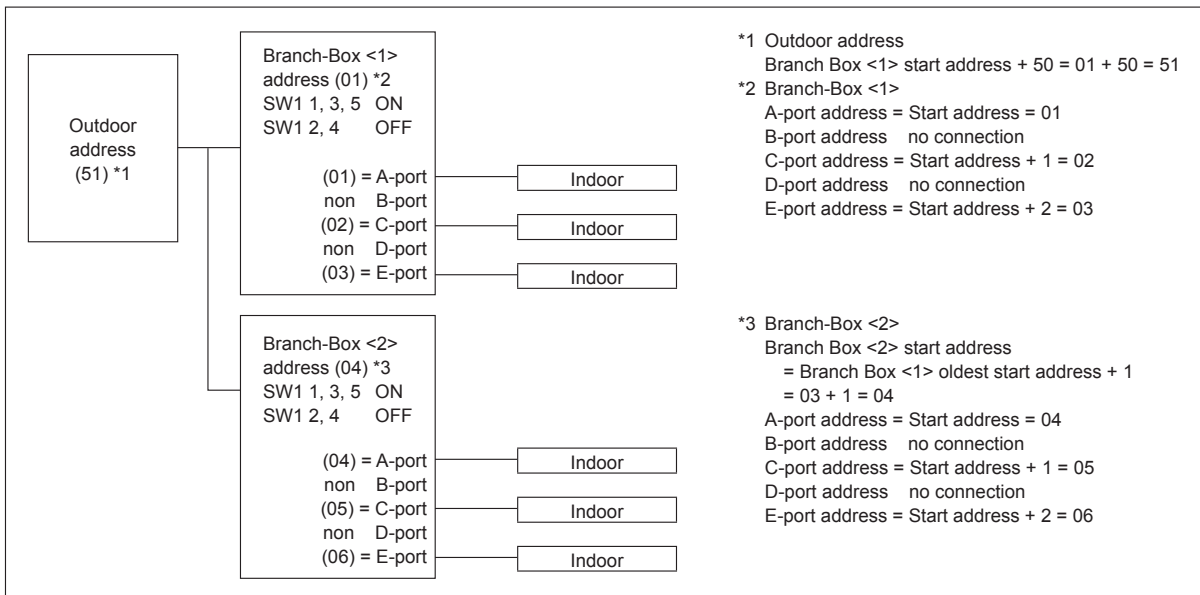 Outdoor
address
(51) *1
Branch-Box <1>
address (01) *2
SW1 1, 3, 5 ON
SW1 2, 4 OFF
(01) = A-port
non B-port
(02) = C-port
non D-port
(03) = E-port
Indoor
Indoor
Indoor
Branch-Box <2>
address (04) *3
SW1 1, 3, 5 ON
SW1 2, 4 OFF
(04) = A-port
non B-port
(05) = C-port
non D-port
(06) = E-port
Indoor
Indoor
Indoor
*1 Outdoor address
Branch Box <1> start address + 50 = 01 + 50 = 51
*2 Branch-Box <1>
A-port address = Start address = 01
B-port address no connection
C-port address = Start address + 1 = 02
D-port address no connection
E-port address = Start address + 2 = 03
*3 Branch-Box <2>
Branch Box <2> start address
= Branch Box <1> oldest start address + 1
= 03 + 1 = 04
A-port address = Start address = 04
B-port address no connection
C-port address = Start address + 1 = 05
D-port address no connection
E-port address = Start address + 2 = 06